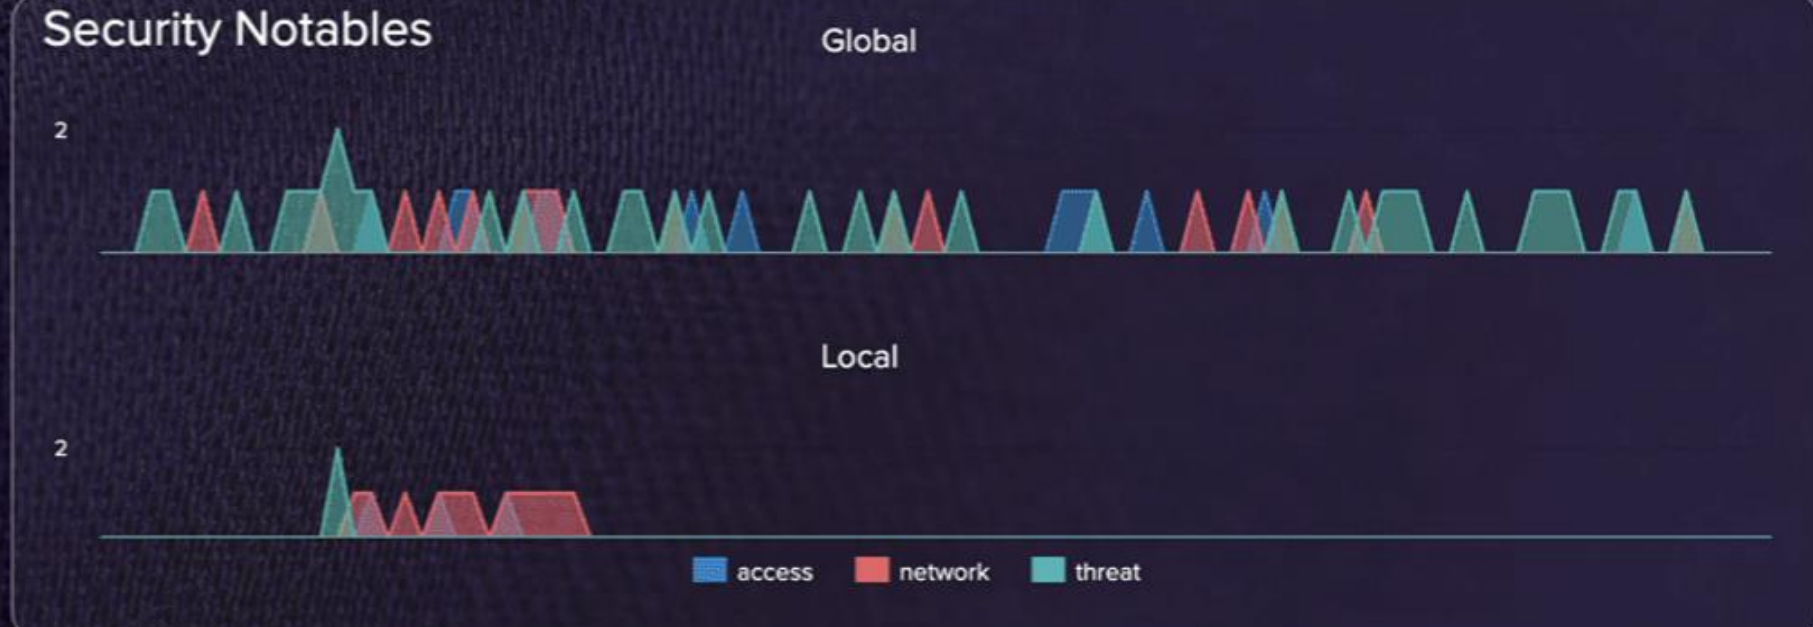 Security Notables
Global
2
Local
2
access network threat